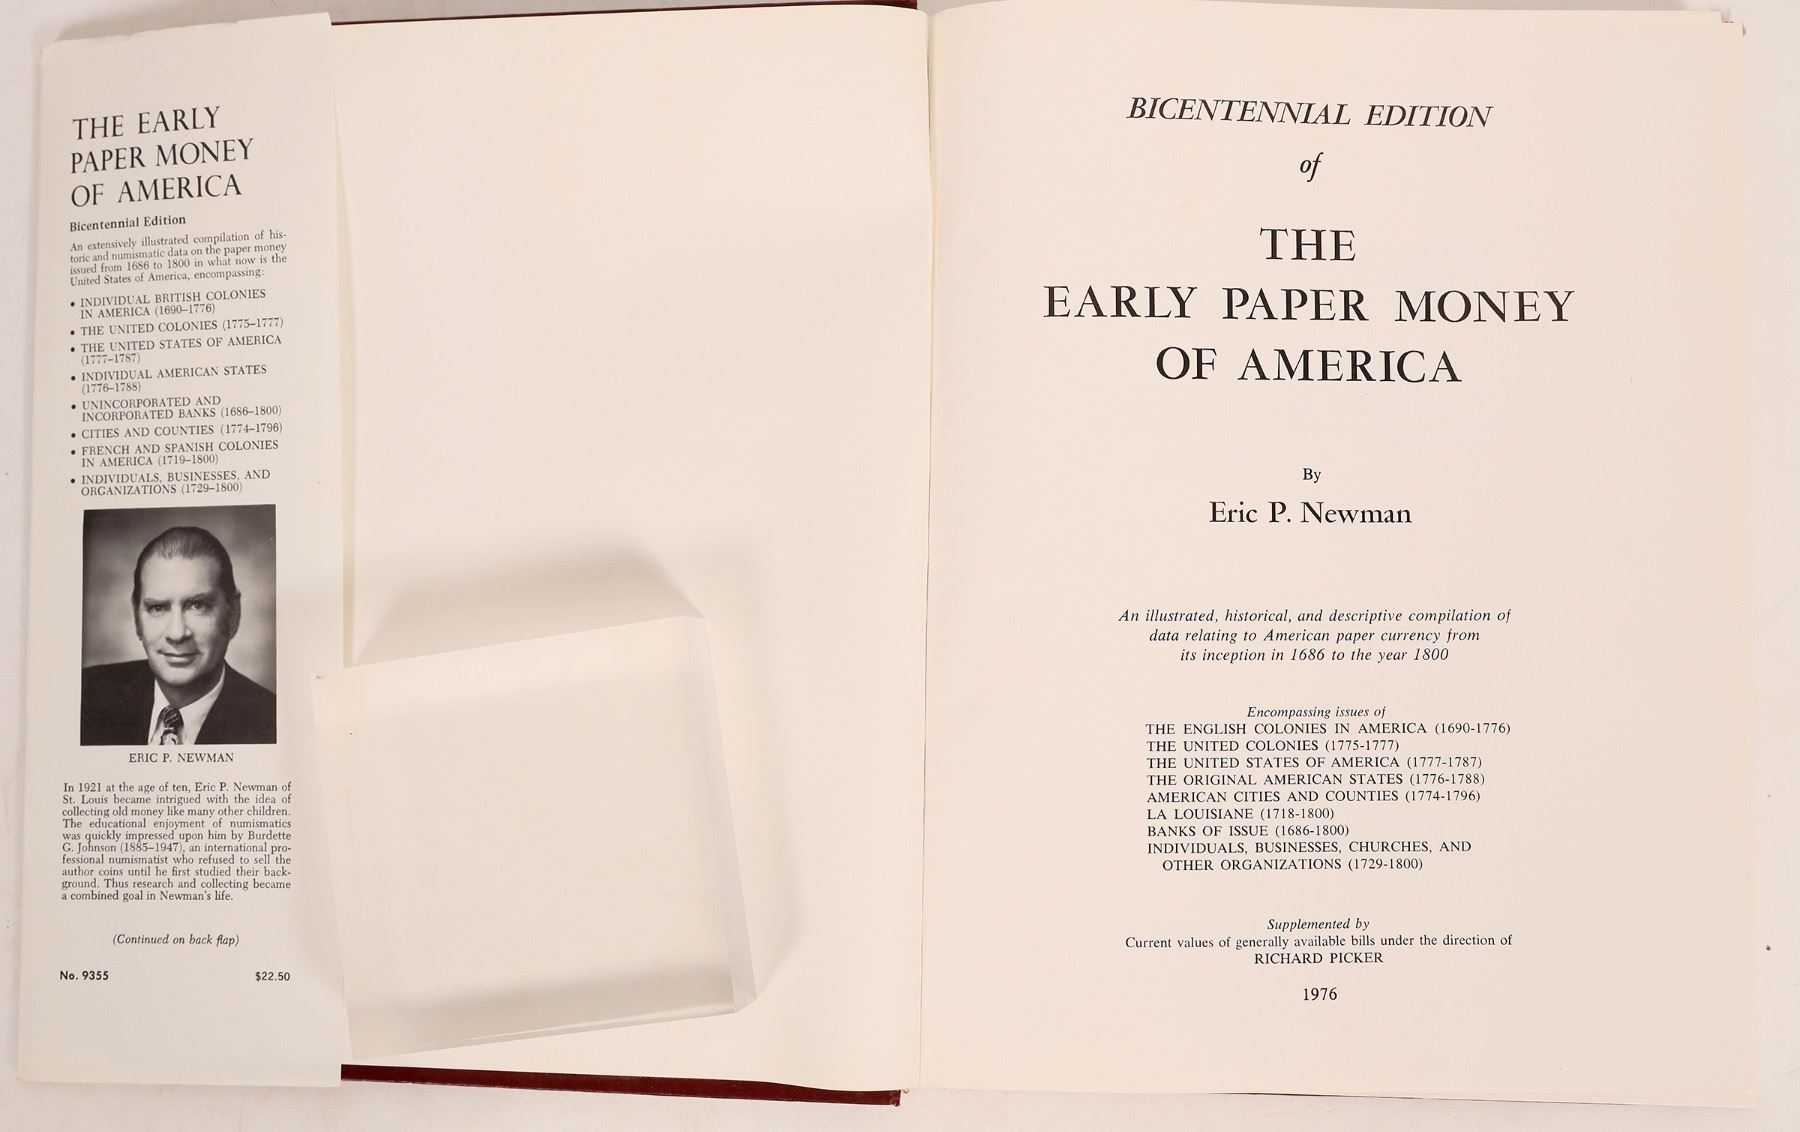 THE EARLY
PAPER MONEY
OF AMERICA
Bicentennial Edition
An extensively illustrated compilation of his-
toric and numismatic data on the paper money
issued from 1686 to 1800 in what now is the
United States of America, encompassing:
• INDIVIDUAL BRITISH COLONIES
IN AMERICA (1690–1776)
• THE UNITED COLONIES (1775–1777)
• THE UNITED STATES OF AMERICA
(1777–1787)
• INDIVIDUAL AMERICAN STATES
(1776–1788)
• UNINCORPORATED AND
INCORPORATED BANKS (1686–1800)
• CITIES AND COUNTIES (1774–1796)
• FRENCH AND SPANISH COLONIES
IN AMERICA (1719–1800)
• INDIVIDUALS, BUSINESSES, AND
ORGANIZATIONS (1729–1800)
ERIC P. NEWMAN
In 1921 at the age of ten, Eric P. Newman of
St. Louis became intrigued with the idea of
collecting old money like many other children.
The educational enjoyment of numismatics
was quickly impressed upon him by Burdette
G. Johnson (1885–1947), an international pro-
fessional numismatist who refused to sell the
author coins until he first studied their back-
ground. Thus research and collecting became
a combined goal in Newman's life.
(Continued on back flap)
No. 9355 $22.50
BICENTENNIAL EDITION
of
THE
EARLY PAPER MONEY
OF AMERICA
By
Eric P. Newman
An illustrated, historical, and descriptive compilation of
data relating to American paper currency from
its inception in 1686 to the year 1800
Encompassing issues of
THE ENGLISH COLONIES IN AMERICA (1690-1776)
THE UNITED COLONIES (1775-1777)
THE UNITED STATES OF AMERICA (1777-1787)
THE ORIGINAL AMERICAN STATES (1776-1788)
AMERICAN CITIES AND COUNTIES (1774-1796)
LA LOUISIANE (1718-1800)
BANKS OF ISSUE (1686-1800)
INDIVIDUALS, BUSINESSES, CHURCHES, AND
OTHER ORGANIZATIONS (1729-1800)
Supplemented by
Current values of generally available bills under the direction of
RICHARD PICKER
1976